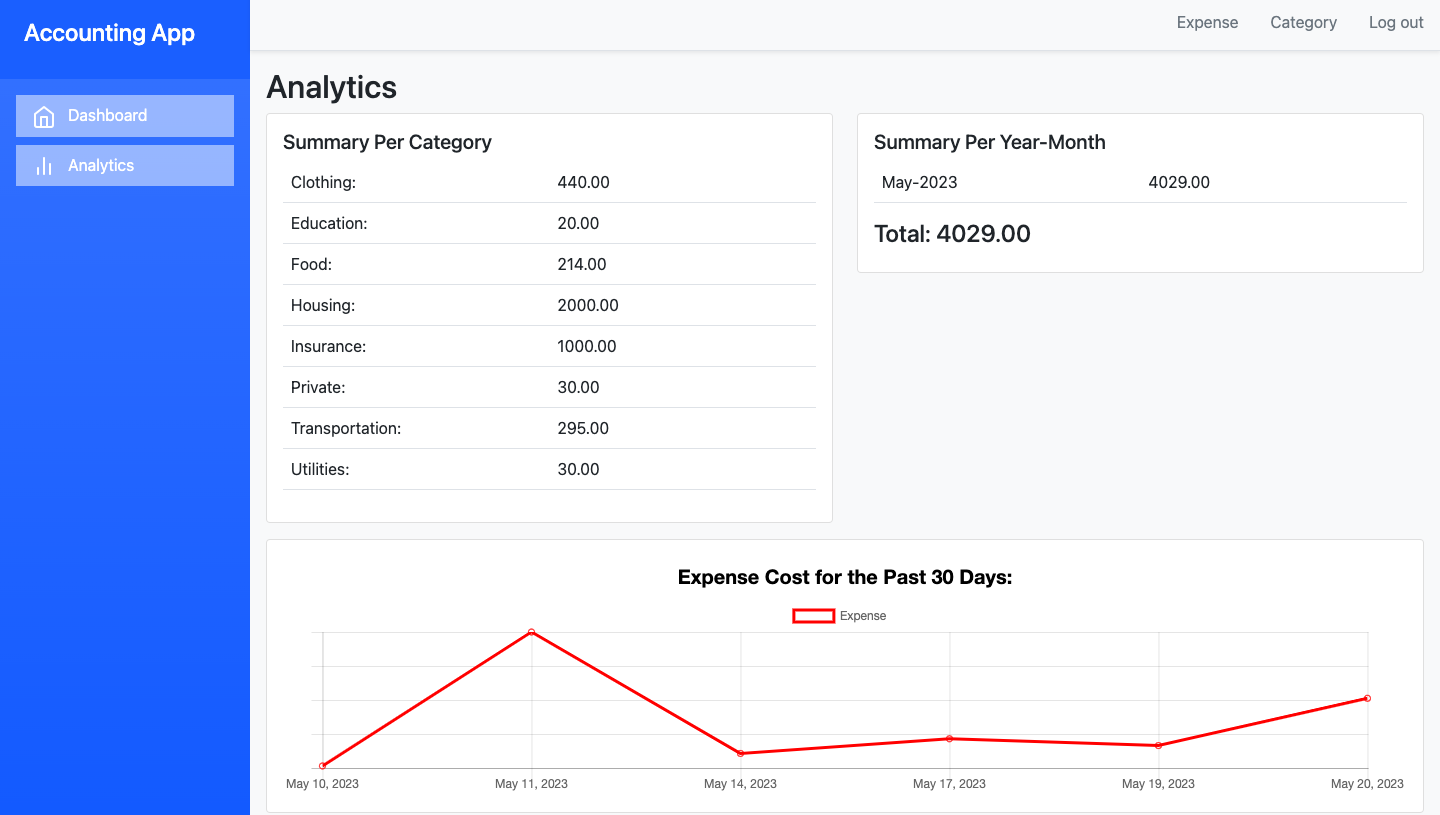 Accounting App
Expense Category Log out
Dashboard
Analytics
Analytics
Summary Per Category
Clothing: 440.00
Education: 20.00
Food: 214.00
Housing: 2000.00
Insurance: 1000.00
Private: 30.00
Transportation: 295.00
Utilities: 30.00
Summary Per Year-Month
May-2023 4029.00
Total: 4029.00
Expense Cost for the Past 30 Days:
Expense
May 10, 2023 May 11, 2023 May 14, 2023 May 17, 2023 May 19, 2023 May 20, 2023